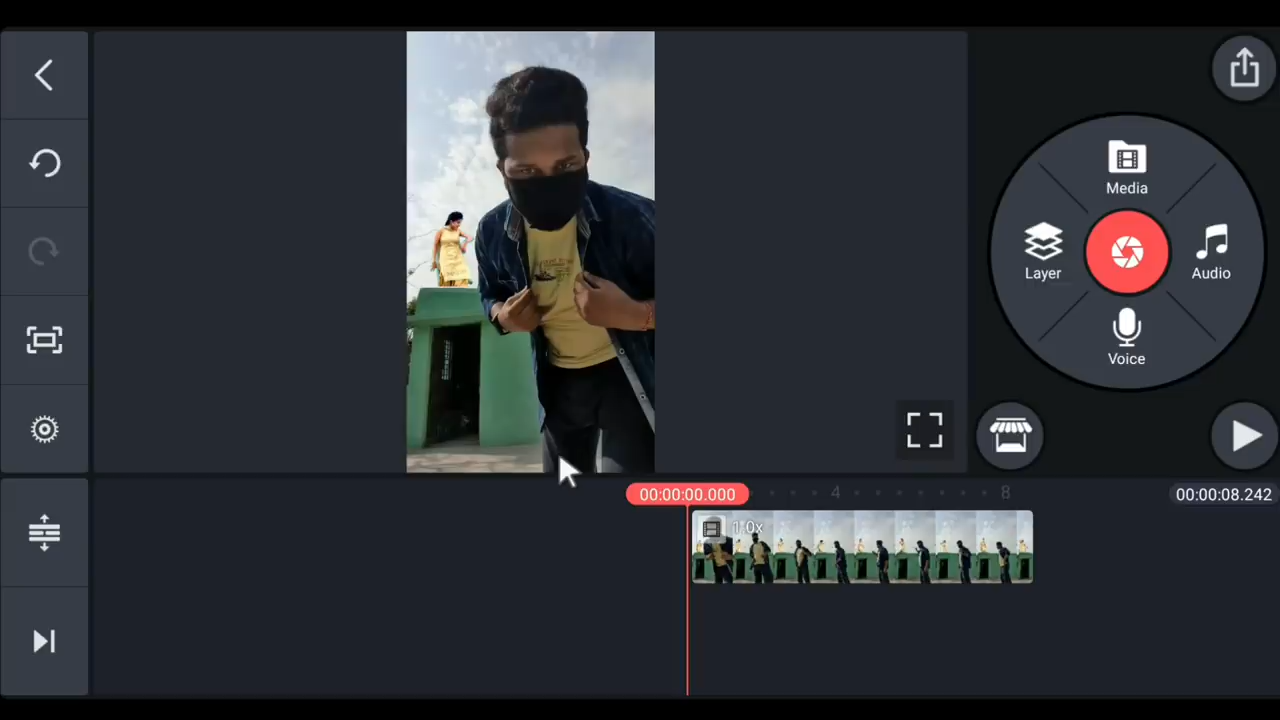 Media
Layer
Audio
Voice
00:00:00.000
4
8
00:00:08.242
1.0x